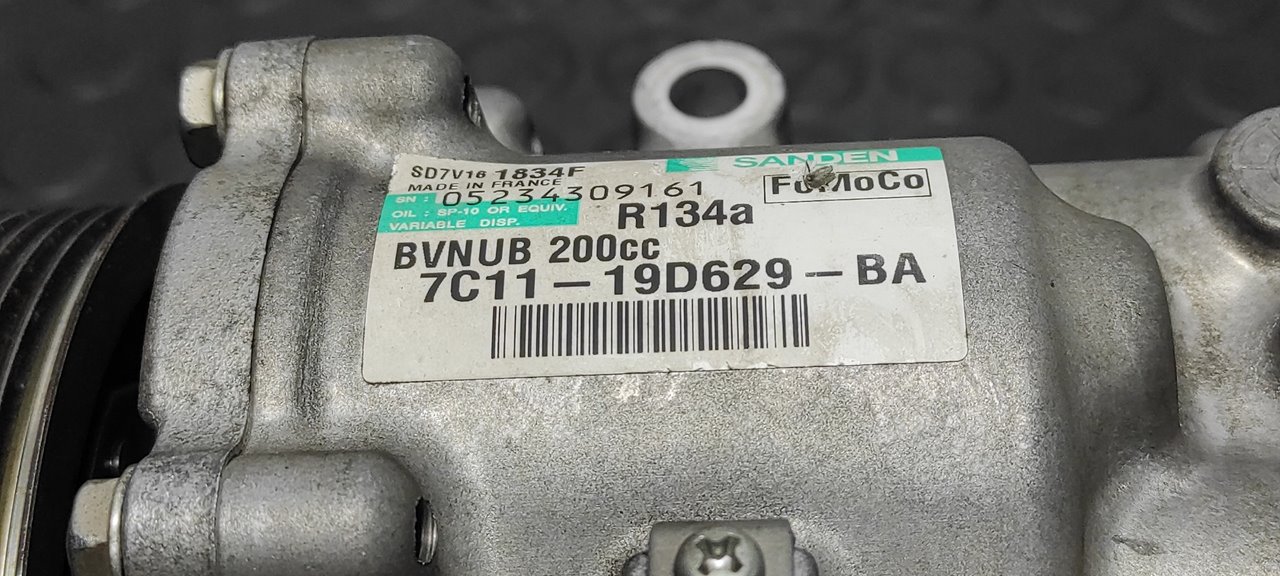 SANDEN
SD7V16 1834F
MADE IN FRANCE
SN : 05234309161
FoMoCo
OIL : SP-10 OR EQUIV.
VARIABLE DISP.
R134a
BVNUB 200cc
7C11-19D629-BA